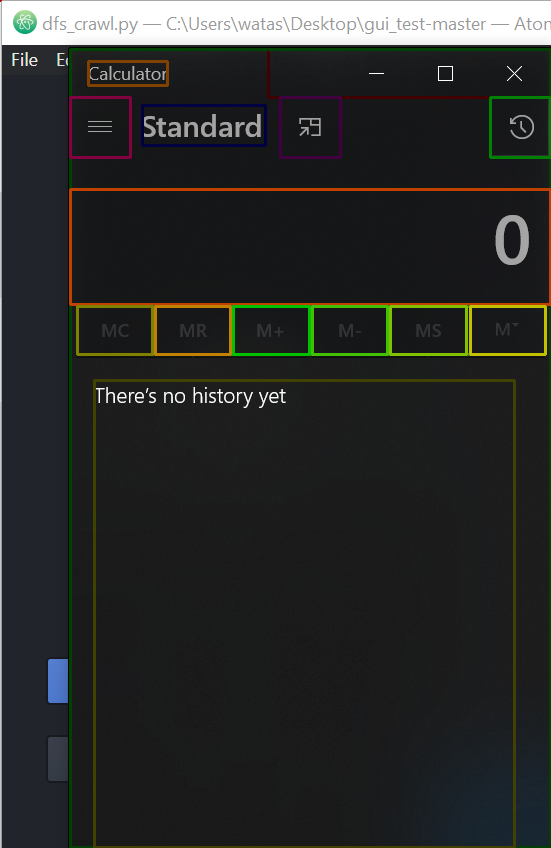 dfs_crawl.py — C:\Users\watas\Desktop\gui_test-master — Atom
File
Calculator
Standard
0
MC MR M+ M- MS M˅
There's no history yet